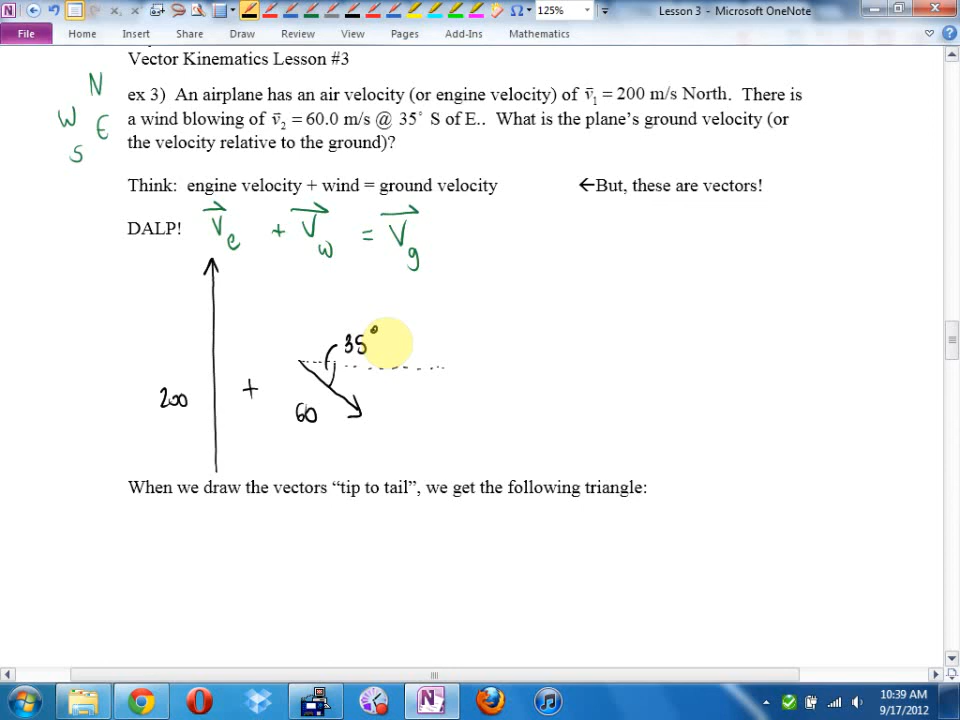 125%
Lesson 3 - Microsoft OneNote
File Home Insert Share Draw Review View Pages Add-Ins Mathematics
Vector Kinematics Lesson #3
N
W E
S
ex 3) An airplane has an air velocity (or engine velocity) of v̄₁ = 200 m/s North. There is
a wind blowing of v̄₂ = 60.0 m/s @ 35° S of E.. What is the plane's ground velocity (or
the velocity relative to the ground)?
Think: engine velocity + wind = ground velocity ←But, these are vectors!
DALP! V⃗e + V⃗w = V⃗g
35°
200 + 60
When we draw the vectors “tip to tail”, we get the following triangle:
10:39 AM
9/17/2012